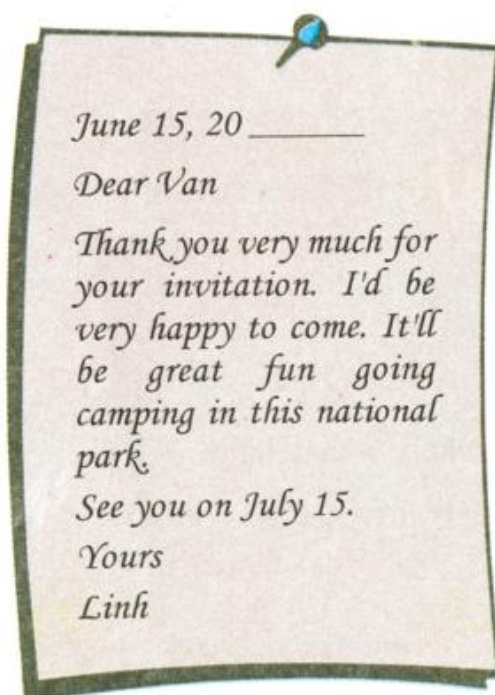 June 15, 20 _______
Dear Van
Thank you very much for
your invitation. I'd be
very happy to come. It'll
be great fun going
camping in this national
park.
See you on July 15.
Yours
Linh